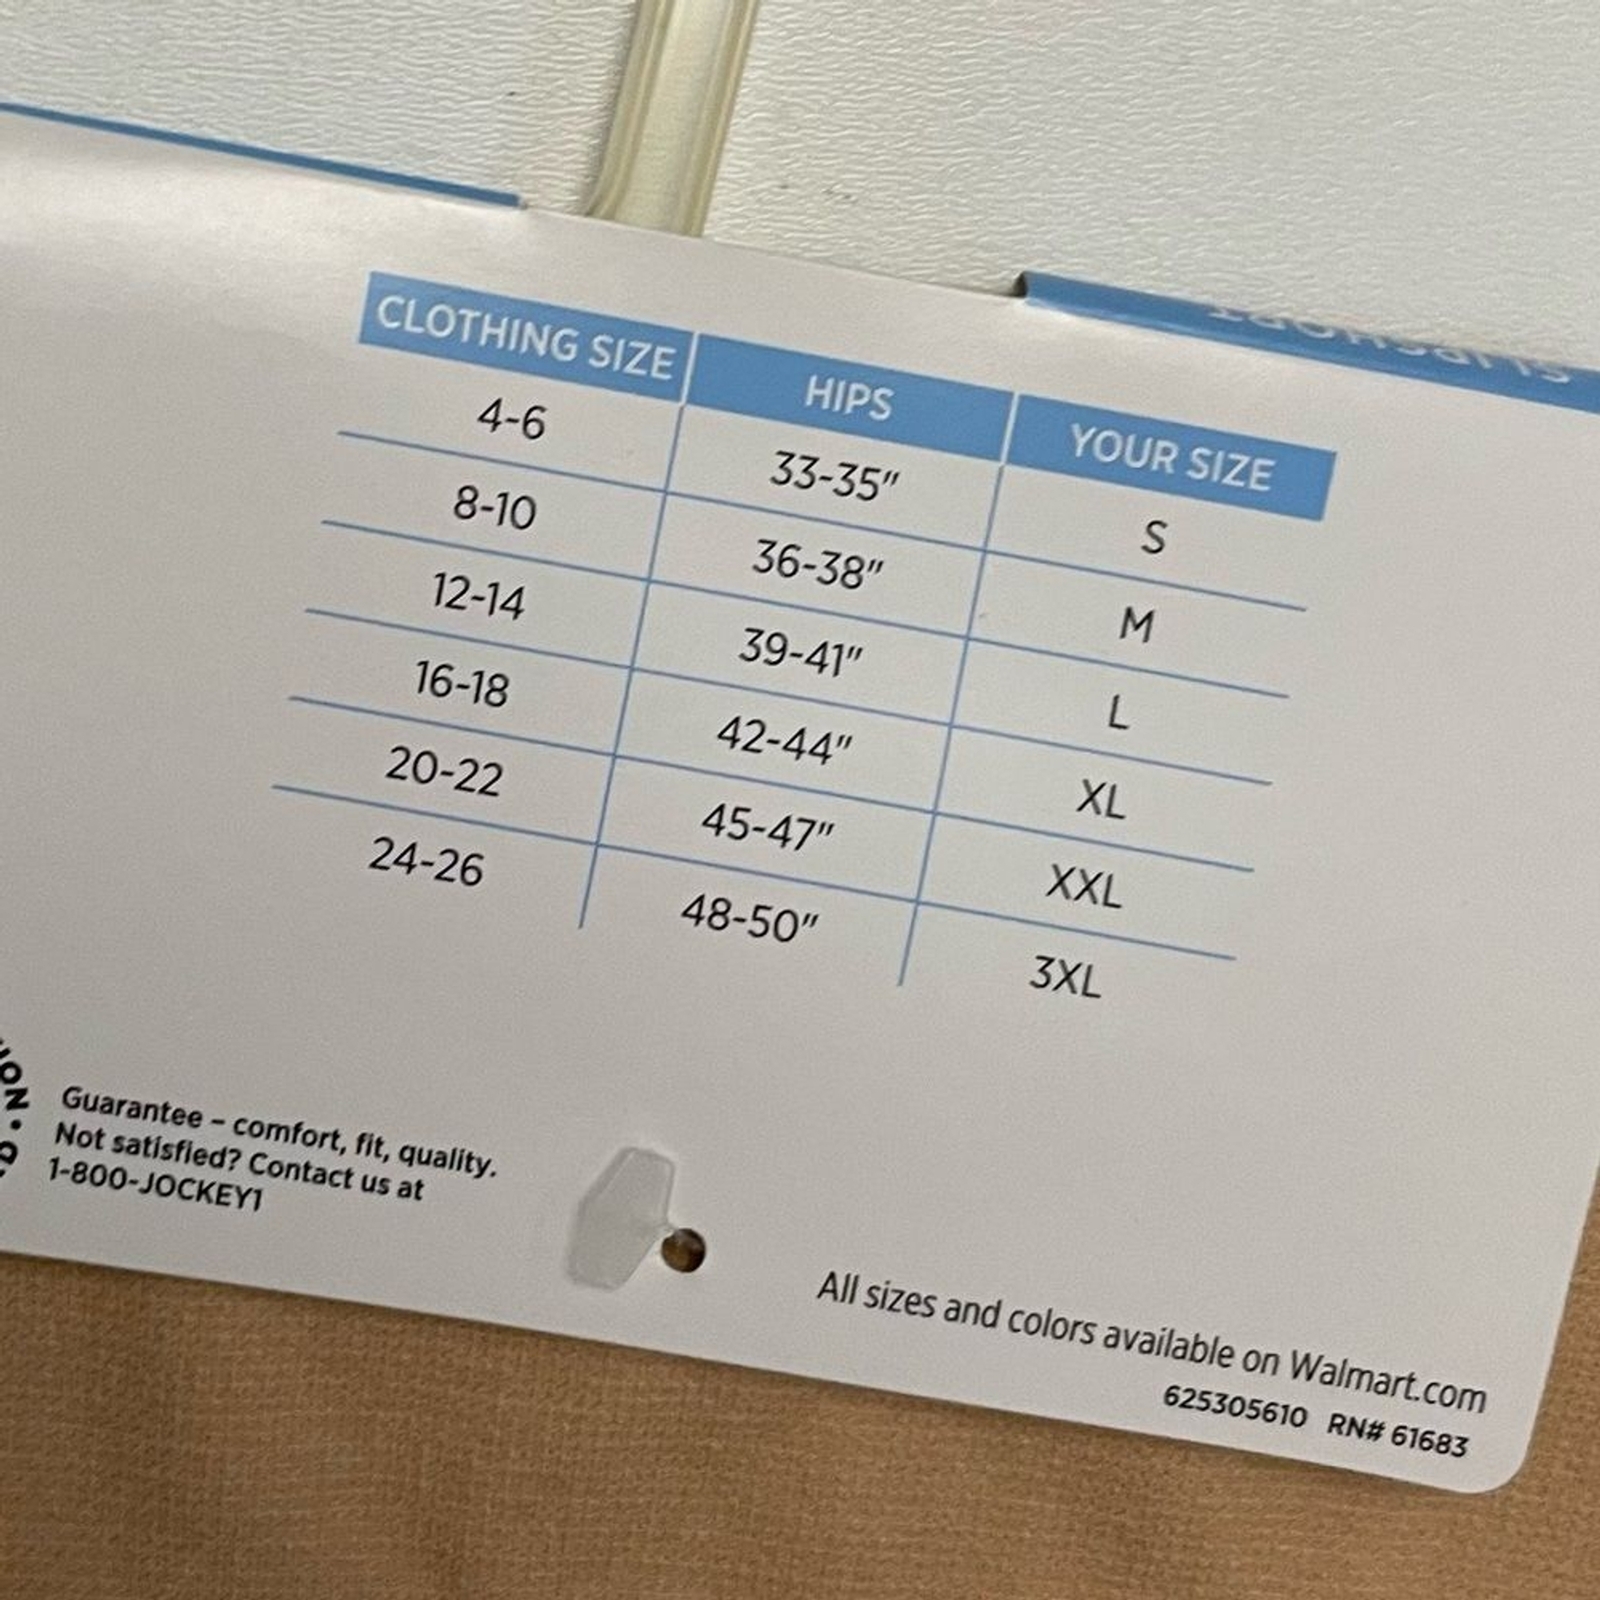 SLIPSHORT
CLOTHING SIZE HIPS YOUR SIZE
4-6 33-35" S
8-10 36-38" M
12-14 39-41" L
16-18 42-44" XL
20-22 45-47" XXL
24-26 48-50" 3XL
Guarantee – comfort, fit, quality.
Not satisfied? Contact us at
1-800-JOCKEY1
All sizes and colors available on Walmart.com
625305610 RN# 61683